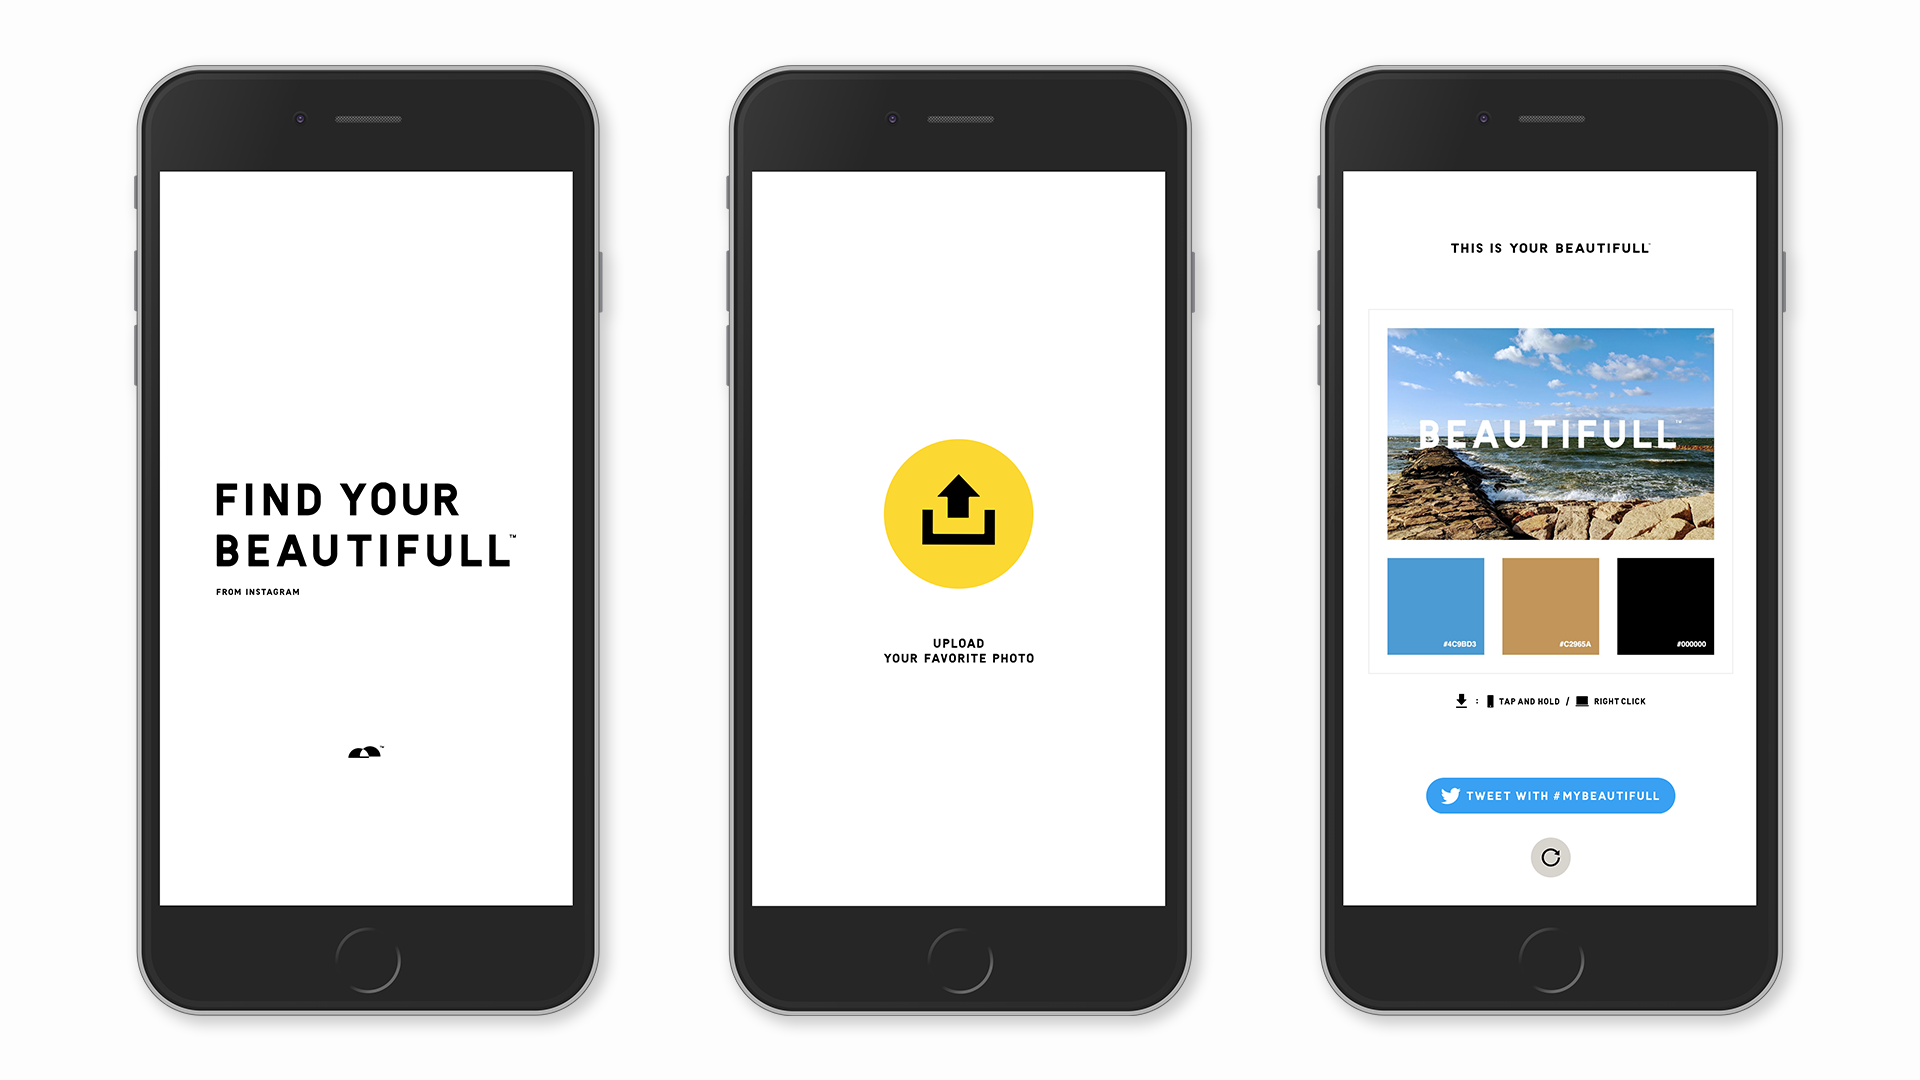 FIND YOUR
BEAUTIFULL™
FROM INSTAGRAM
UPLOAD
YOUR FAVORITE PHOTO
THIS IS YOUR BEAUTIFULL™
BEAUTIFULL™
#4C9BD3
#C2965A
#000000
: TAP AND HOLD / RIGHT CLICK
TWEET WITH #MYBEAUTIFULL